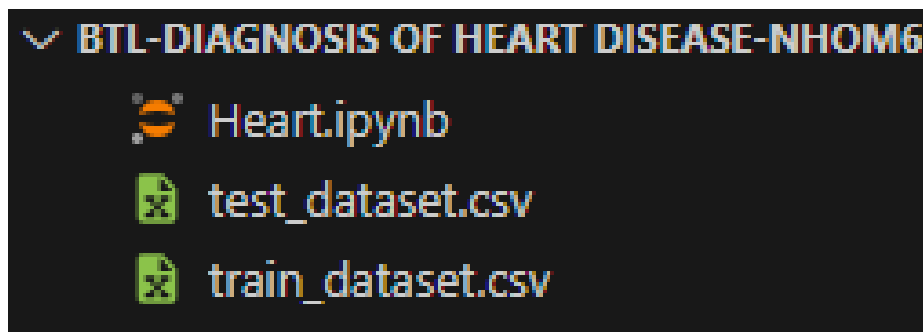 BTL-DIAGNOSIS OF HEART DISEASE-NHOM6
Heart.ipynb
test_dataset.csv
train_dataset.csv